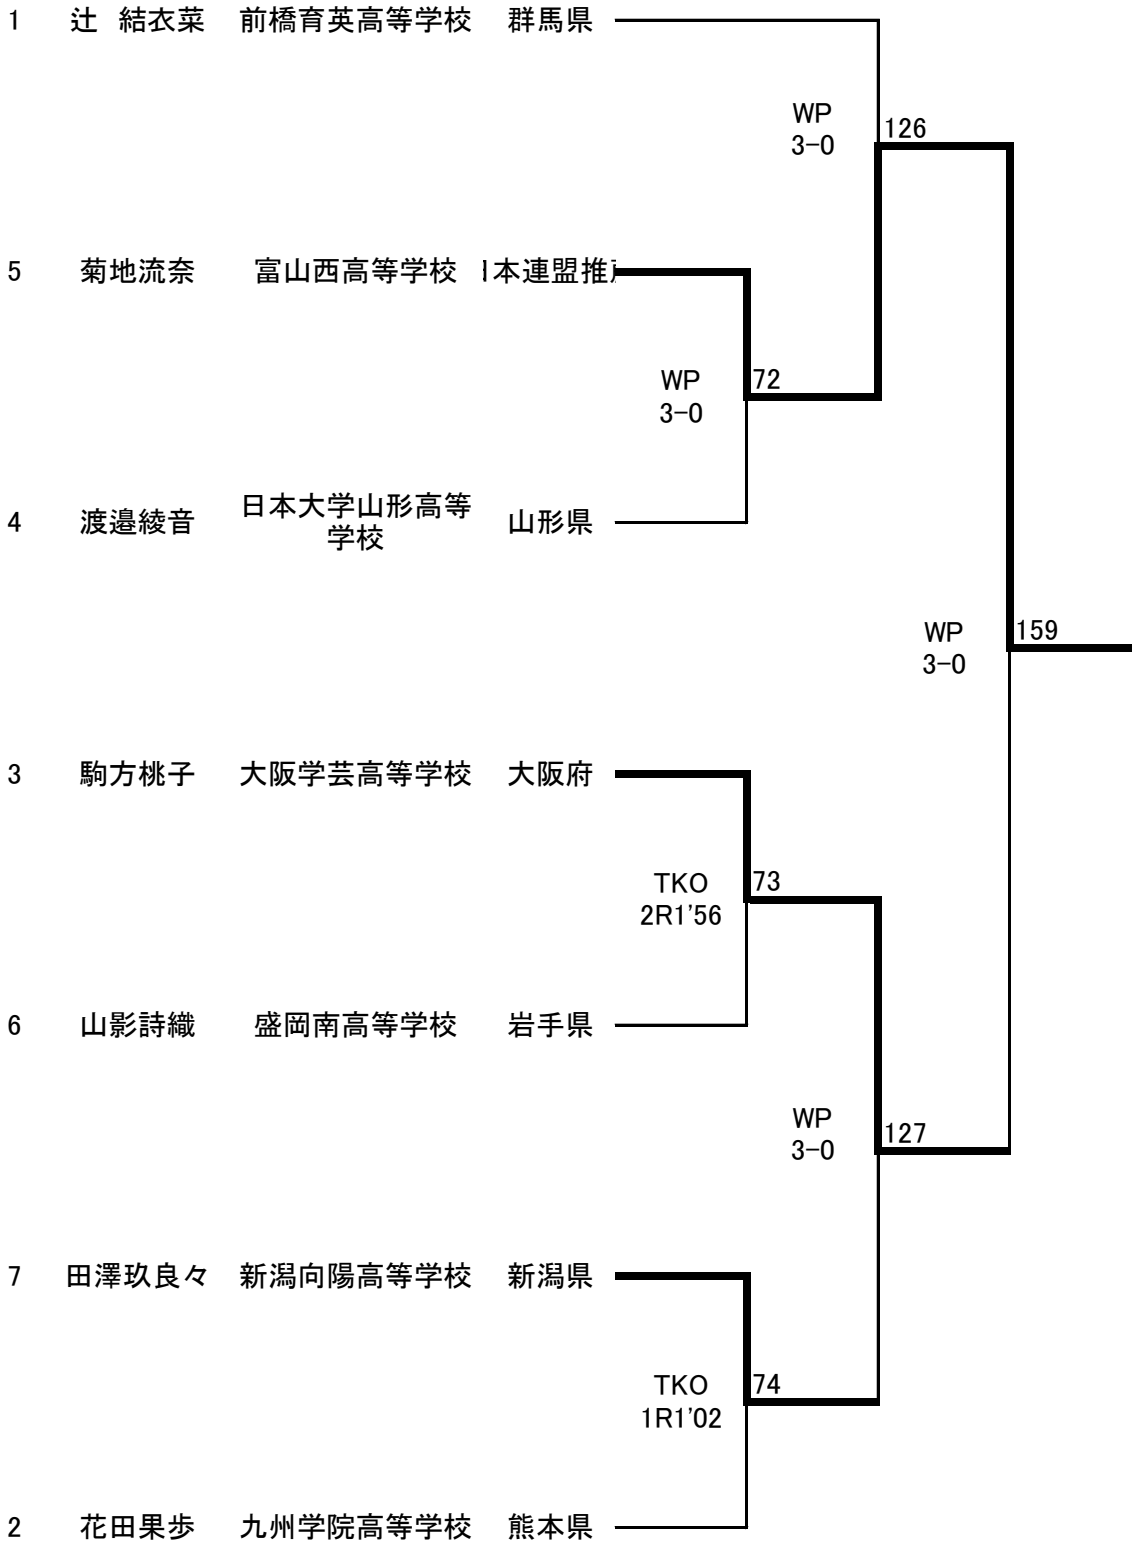 1 辻 結衣菜 前橋育英高等学校 群馬県
WP
3-0
126
5 菊地流奈 富山西高等学校 本連盟推
WP
3-0
72
4 渡邉綾音 日本大学山形高等
学校
山形県
WP
3-0
159
3 駒方桃子 大阪学芸高等学校 大阪府
TKO
2R1'56
73
6 山影詩織 盛岡南高等学校 岩手県
WP
3-0
127
7 田澤玖良々 新潟向陽高等学校 新潟県
TKO
1R1'02
74
2 花田果歩 九州学院高等学校 熊本県